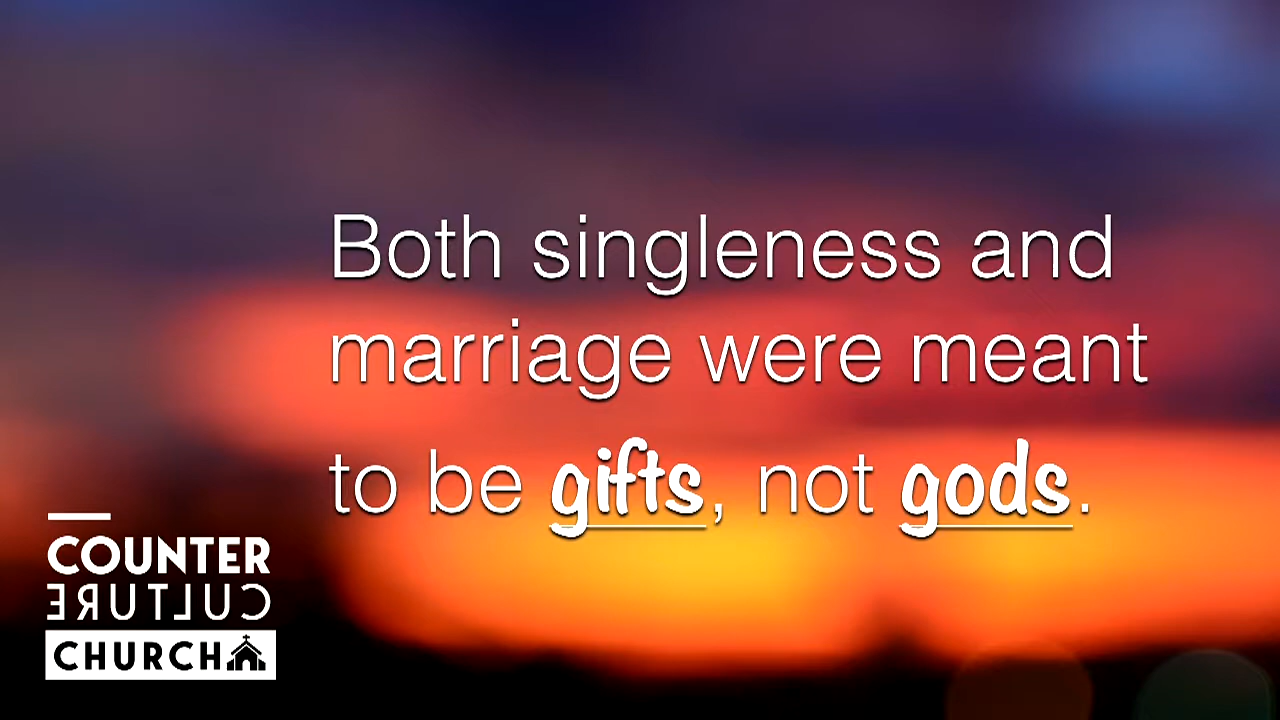 Both singleness and
marriage were meant
to be gifts, not gods.
COUNTER
CULTURE
CHURCH